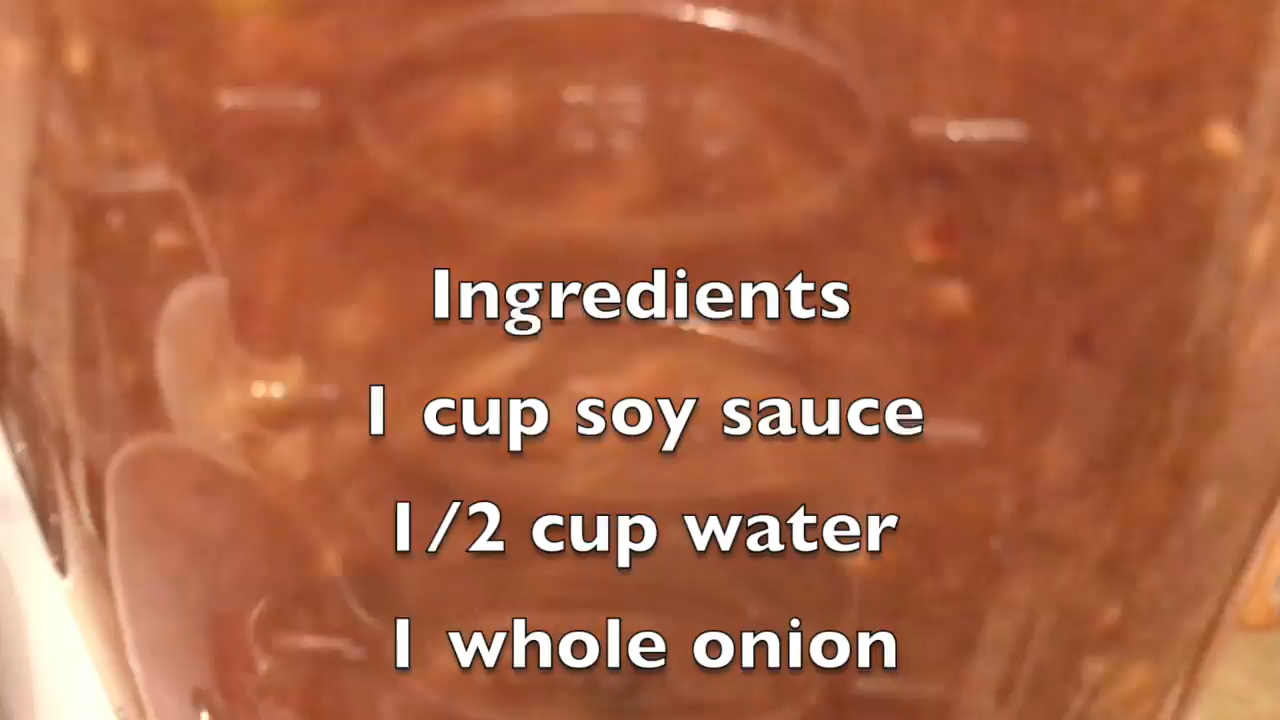 Ingredients
1 cup soy sauce
1/2 cup water
1 whole onion